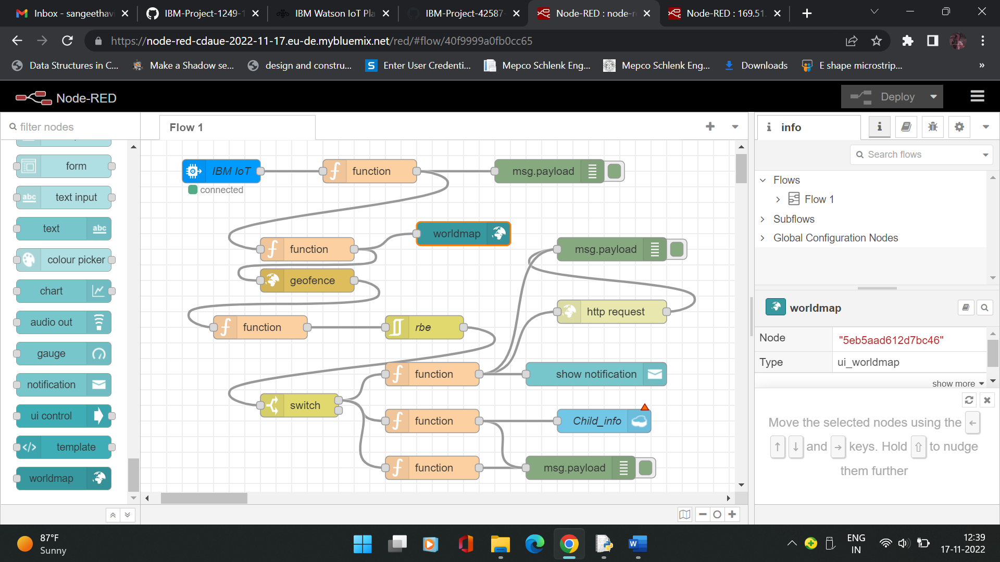 Inbox - sangeethavi
IBM-Project-1249-1
IBM Watson IoT Pla
IBM-Project-42587-
Node-RED : node-r
Node-RED : 169.51.
https://node-red-cdaue-2022-11-17.eu-de.mybluemix.net/red/#flow/40f9999a0fb0cc65
Data Structures in C...
Make a Shadow se...
design and constru...
S
Enter User Credenti...
Mepco Schlenk Eng...
Mepco Schlenk Eng...
Downloads
E shape microstrip...
»
Node-RED
Deploy
filter nodes
form
abc text input
text abc
colour picker
chart
audio out
gauge
notification
ui control
</> template
worldmap
Flow 1
IBM IoT
connected
function
msg.payload
function
worldmap
msg.payload
geofence
http request
function
rbe
function
show notification
switch
function
Child_info
function
msg.payload
i info
i
Search flows
Flows
Flow 1
Subflows
Global Configuration Nodes
worldmap
Node "5eb5aad612d7bc46"
Type ui_worldmap
show more
Move the selected nodes using the ←
↑ ↓ and → keys. Hold ⇧ to nudge
them further
87°F
Sunny
W
ENG
IN
12:39
17-11-2022